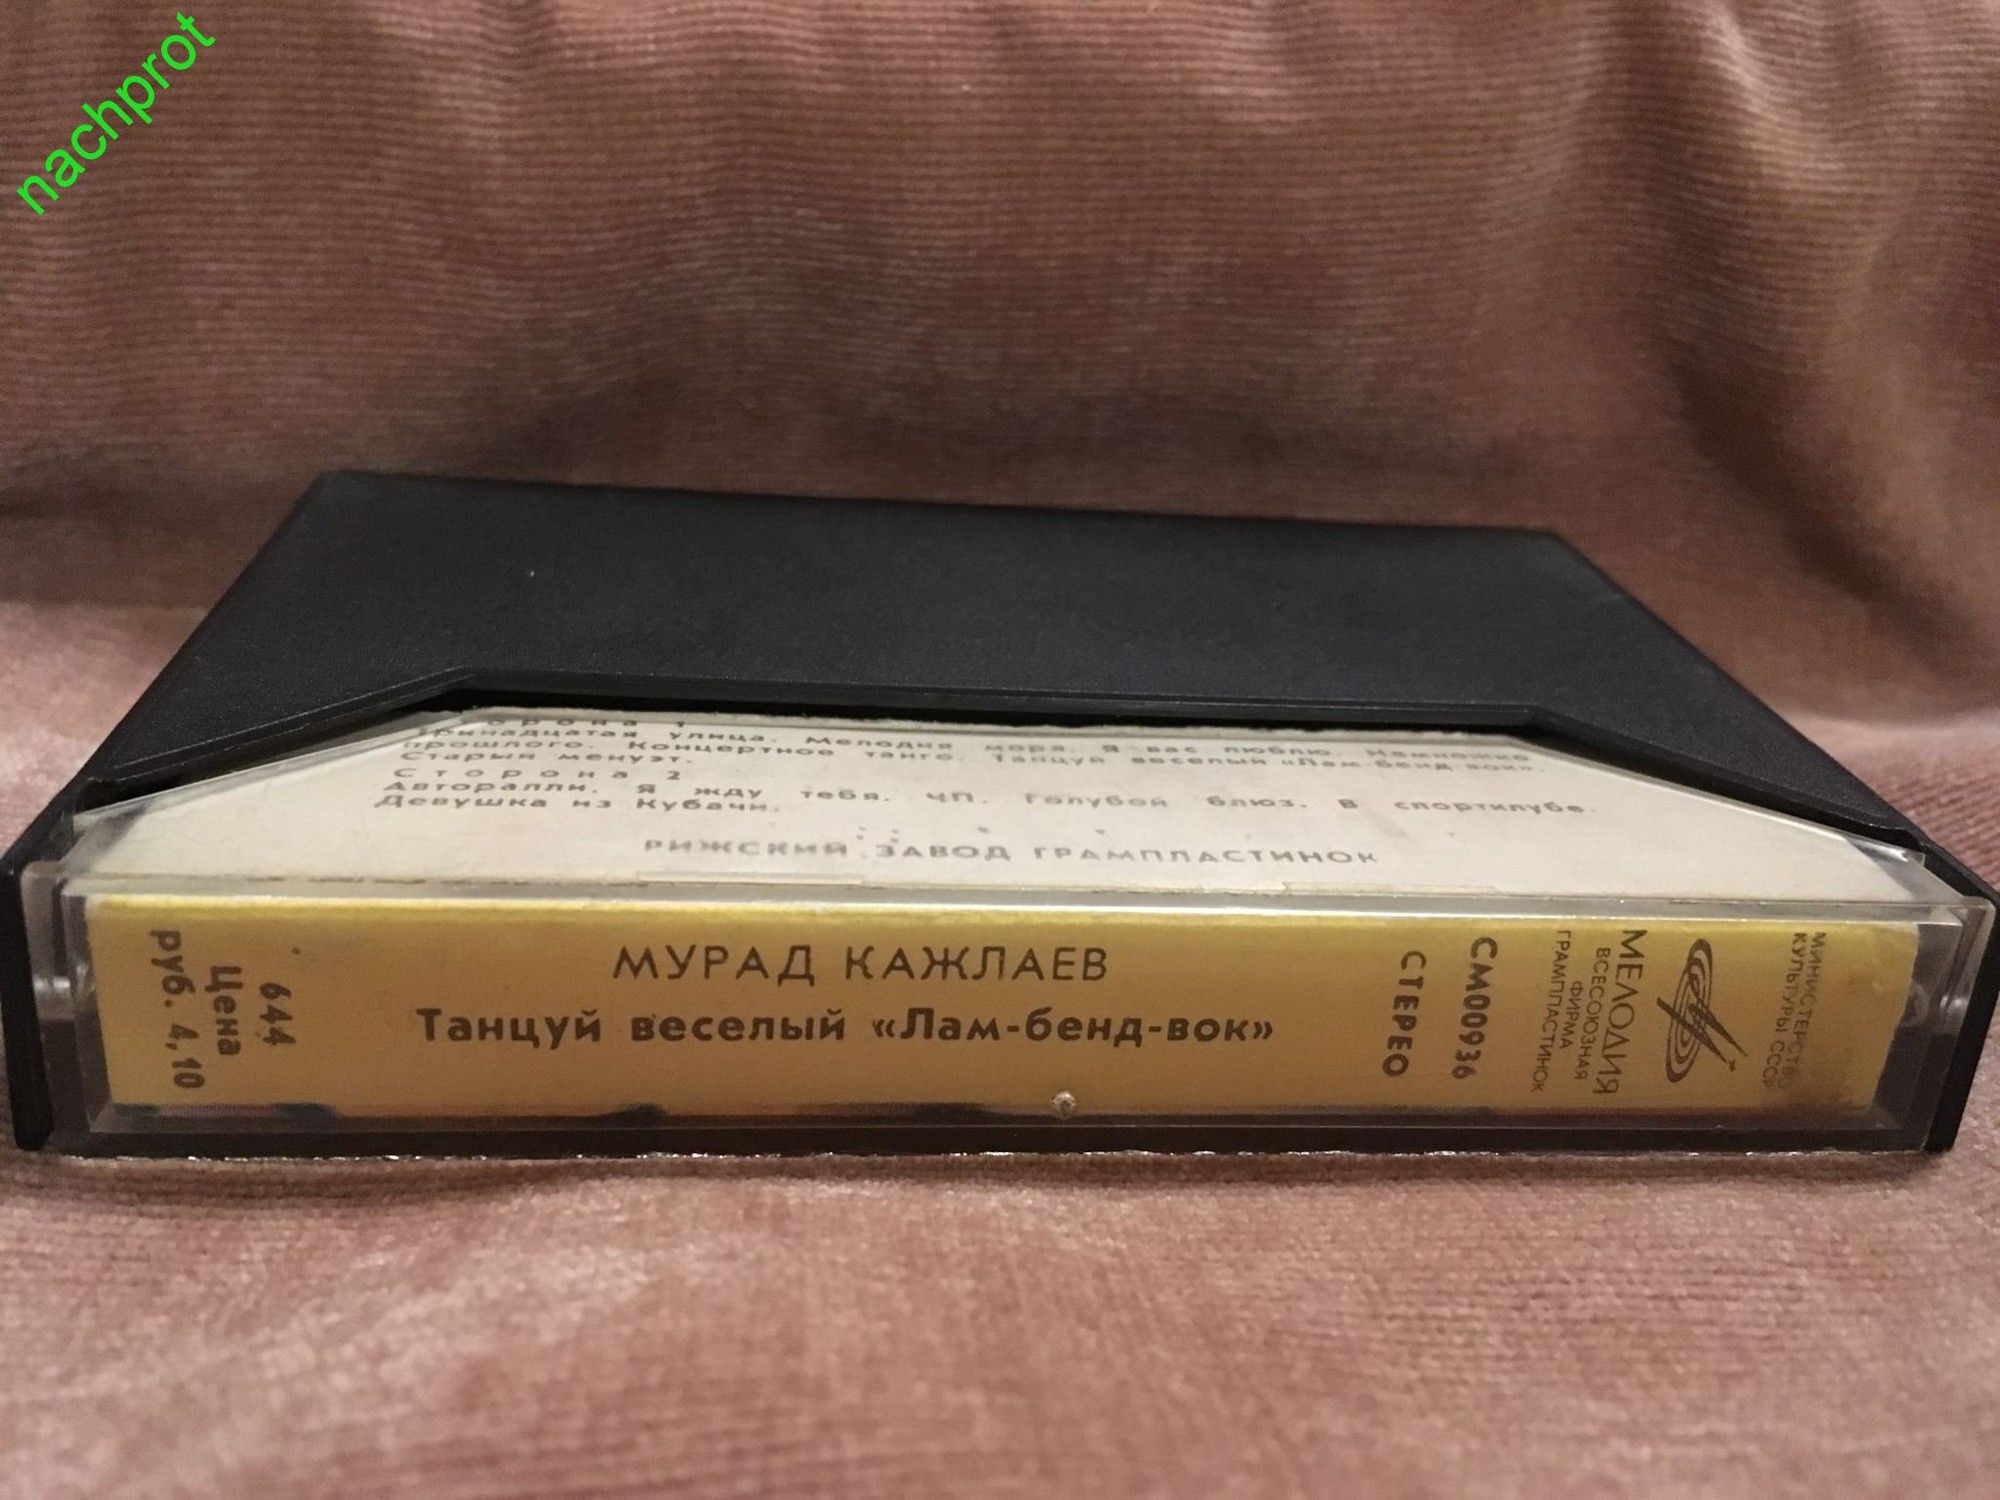 nachprot
орона 1
Тринадцатая улица. Мелодия моря. Я вас люблю. Немножко
прошлого. Концертное танго. Танцуй веселый «Лам-бенд-вок».
Старый менуэт.
Сторона 2
Авторалли. Я жду тебя. ЧП. Голубой блюз. В спортклубе.
Девушка из Кубачи.
РИЖСКИЙ ЗАВОД ГРАМПЛАСТИНОК
644
Цена
руб. 4,10
МУРАД КАЖЛАЕВ
Танцуй веселый «Лам-бенд-вок»
СМ00936
СТЕРЕО
МЕЛОДИЯ
ВСЕСОЮЗНАЯ
ФИРМА
ГРАМПЛАСТИНОК
МИНИСТЕРСТВО
КУЛЬТУРЫ СССР